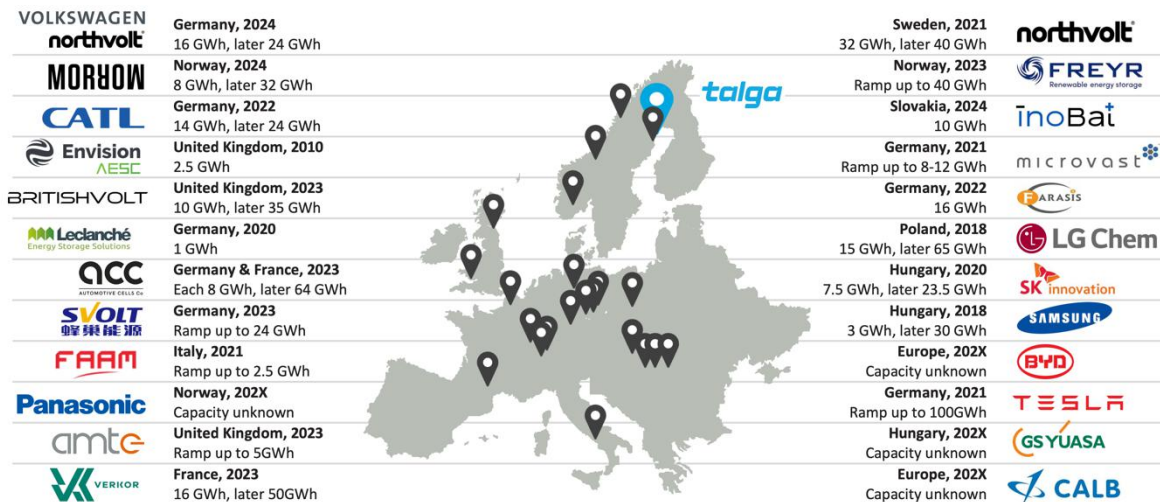 VOLKSWAGEN
northvolt
Germany, 2024
16 GWh, later 24 GWh
MORROW
Norway, 2024
8 GWh, later 32 GWh
CATL
Germany, 2022
14 GWh, later 24 GWh
Envision
AESC
United Kingdom, 2010
2.5 GWh
BRITISHVOLT
United Kingdom, 2023
10 GWh, later 35 GWh
Leclanché
Energy Storage Solutions
Germany, 2020
1 GWh
acc
AUTOMOTIVE CELLS Co
Germany & France, 2023
Each 8 GWh, later 64 GWh
SVOLT
蜂巢能源
Germany, 2023
Ramp up to 24 GWh
FAAM
Italy, 2021
Ramp up to 2.5 GWh
Panasonic
Norway, 202X
Capacity unknown
amte
United Kingdom, 2023
Ramp up to 5GWh
VERKOR
France, 2023
16 GWh, later 50GWh
talga
Sweden, 2021
32 GWh, later 40 GWh
northvolt
Norway, 2023
Ramp up to 40 GWh
FREYR
Renewable energy storage
Slovakia, 2024
10 GWh
inoBat
Germany, 2021
Ramp up to 8-12 GWh
microvast
Germany, 2022
16 GWh
FARASIS
Poland, 2018
15 GWh, later 65 GWh
LG Chem
Hungary, 2020
7.5 GWh, later 23.5 GWh
SK innovation
Hungary, 2018
3 GWh, later 30 GWh
SAMSUNG
Europe, 202X
Capacity unknown
BYD
Germany, 2021
Ramp up to 100GWh
TESLA
Hungary, 202X
Capacity unknown
GS YUASA
Europe, 202X
Capacity unknown
CALB